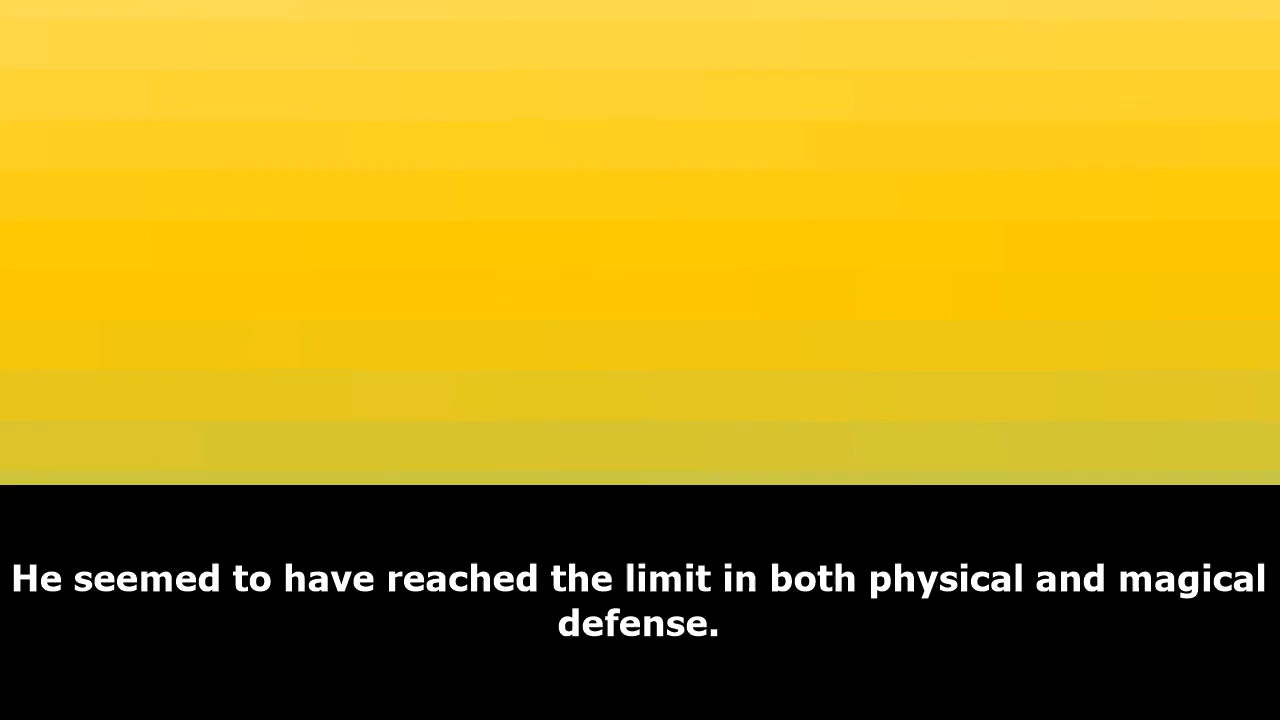 He seemed to have reached the limit in both physical and magical
defense.